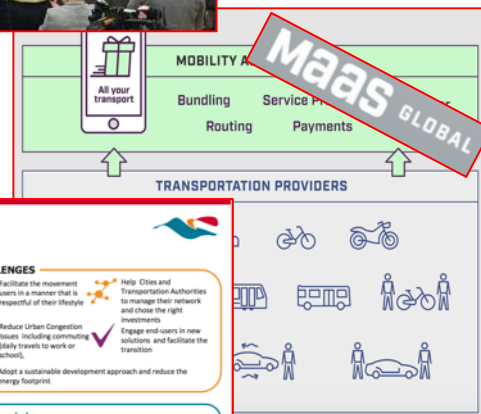 All your
transport
MOBILITY
MaaS GLOBAL
Bundling
Service
Routing
Payments
TRANSPORTATION PROVIDERS
Facilitate the movement
users in a manner that is
respectful of their lifestyle
Reduce Urban Congestion
issues including commuting
(daily travels to work or
school),
Help Cities and
Transportation Authorities
to manage their network
and chose the right
investments
Engage end-users in new
solutions and facilitate the
transition
Adopt a sustainable development approach and reduce the
energy footprint